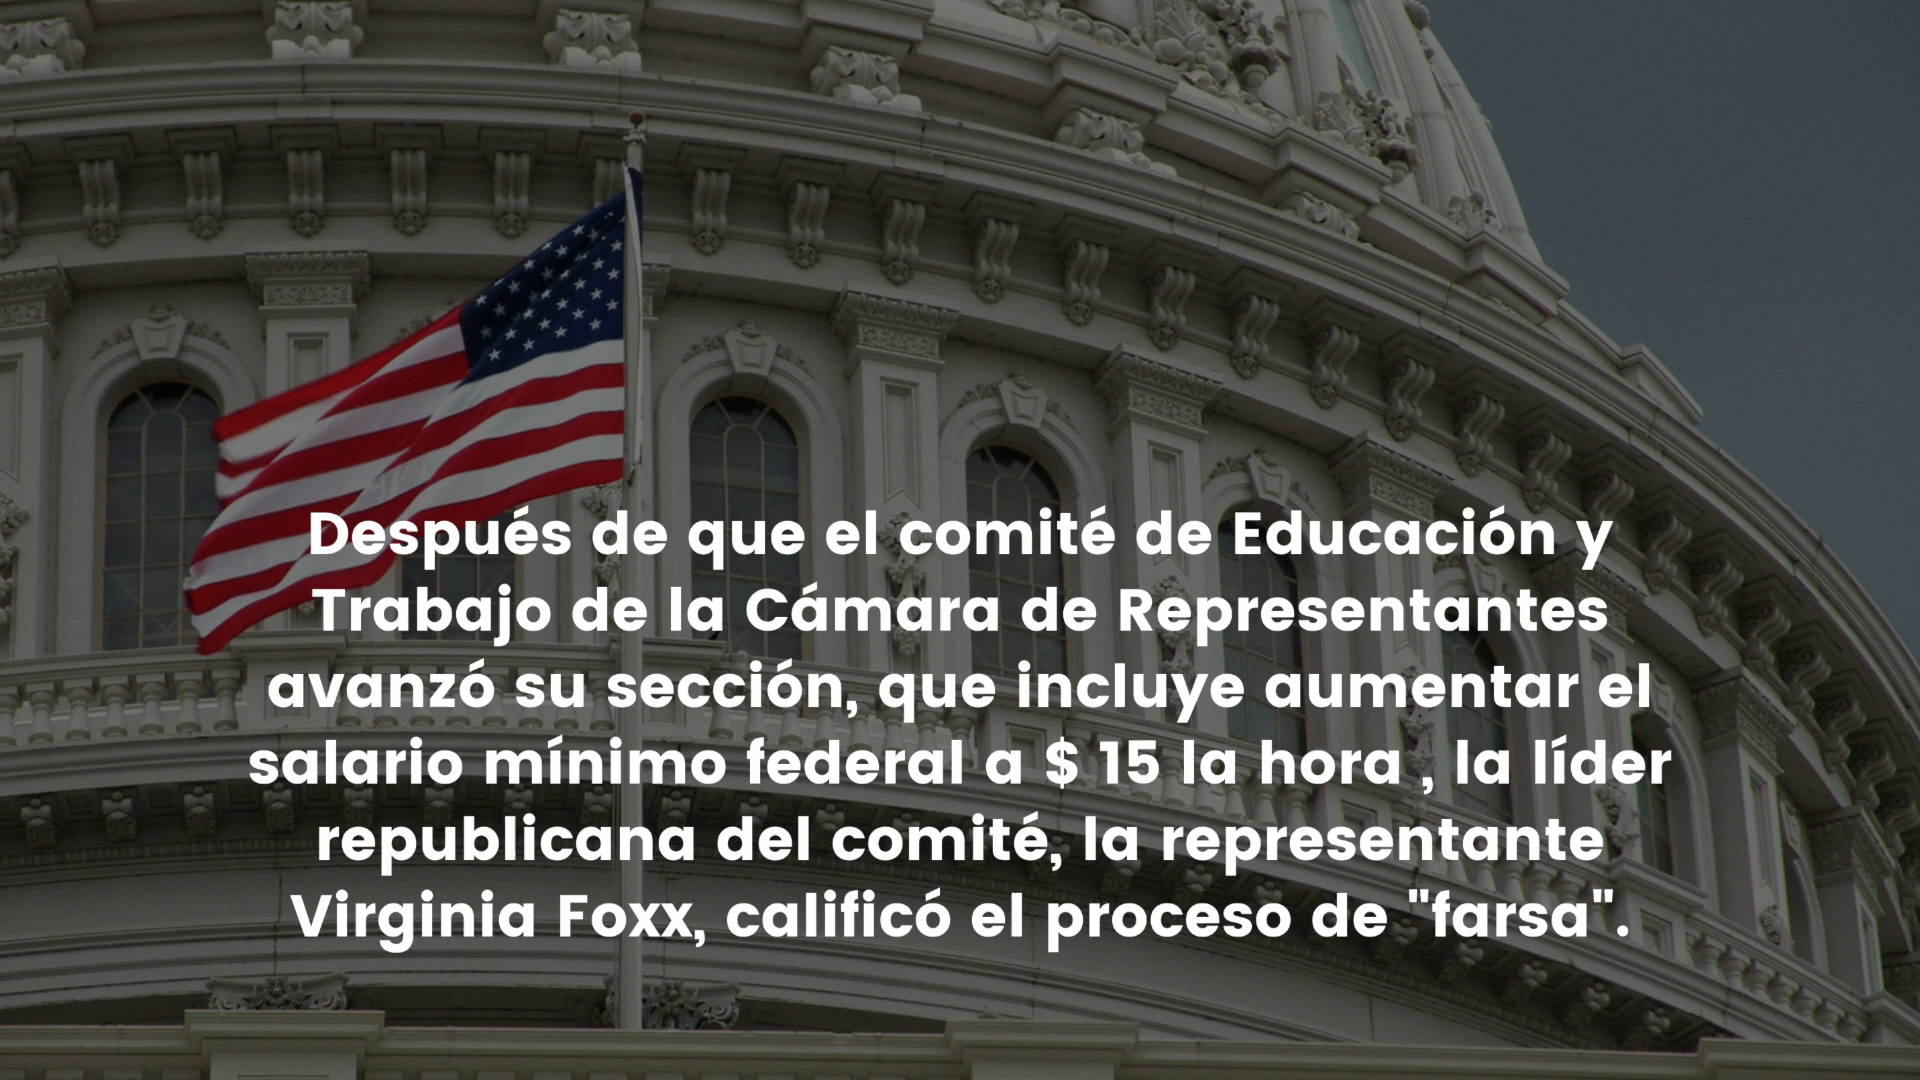 Después de que el comité de Educación y
Trabajo de la Cámara de Representantes
avanzó su sección, que incluye aumentar el
salario mínimo federal a $ 15 la hora , la líder
republicana del comité, la representante
Virginia Foxx, calificó el proceso de "farsa".